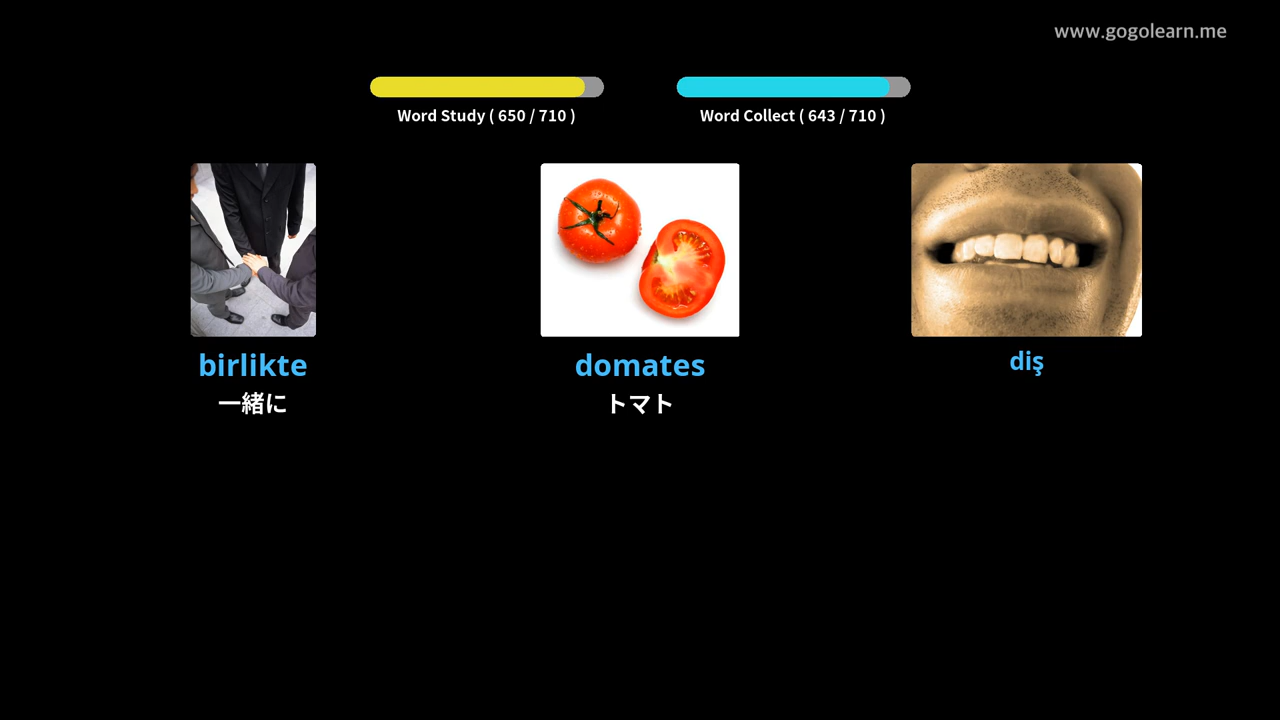 www.gogolearn.me
Word Study ( 650 / 710 )
Word Collect ( 643 / 710 )
birlikte
一緒に
domates
トマト
diş